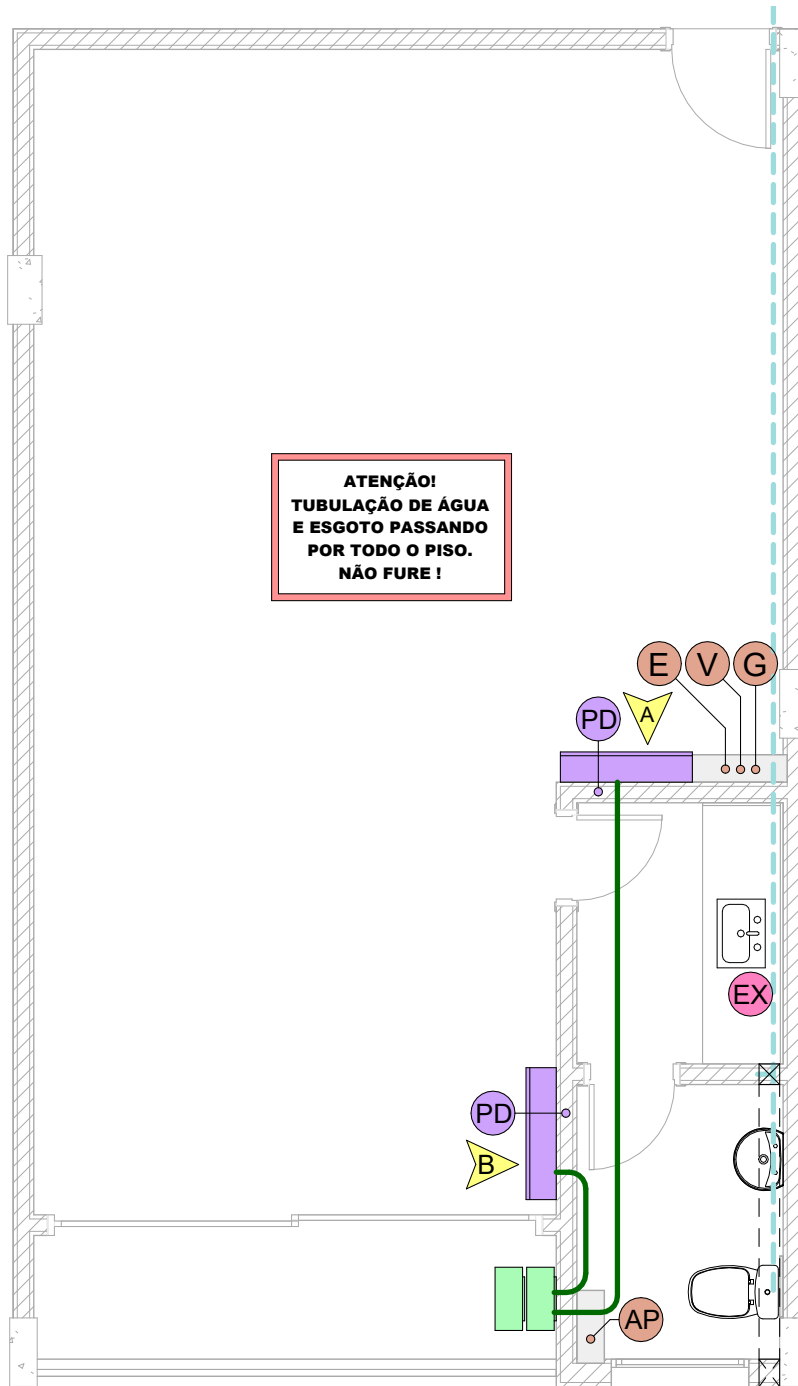 ATENÇÃO!
TUBULAÇÃO DE ÁGUA
E ESGOTO PASSANDO
POR TODO O PISO.
NÃO FURE !
E V G
PD A
EX
PD
B
AP